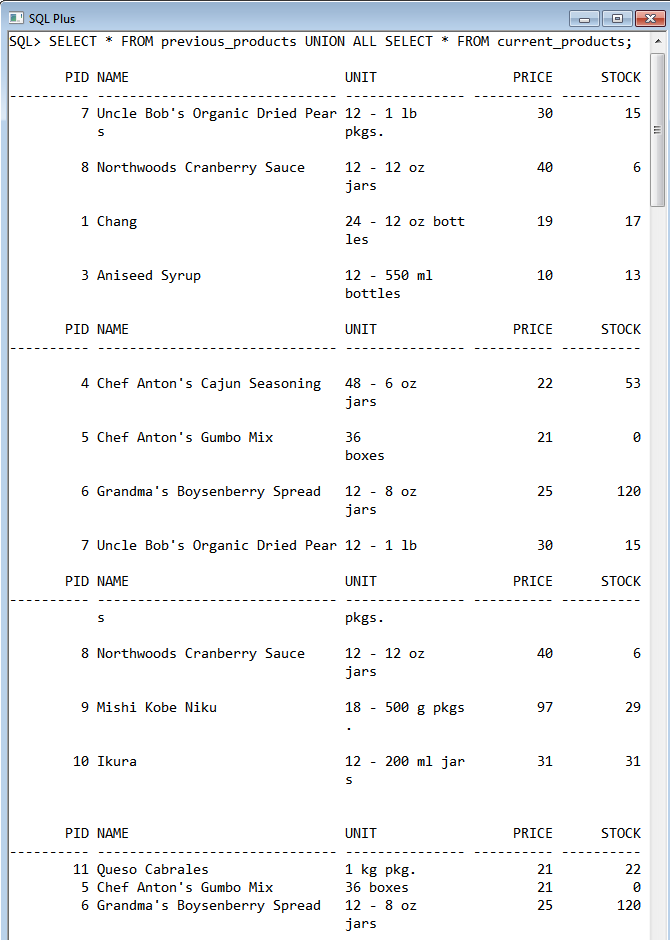 SQL Plus
SQL> SELECT * FROM previous_products UNION ALL SELECT * FROM current_products;
PID NAME UNIT PRICE STOCK
---------- ------------------------------ --------------- ---------- ----------
7 Uncle Bob's Organic Dried Pear 12 - 1 lb 30 15
s pkgs.
8 Northwoods Cranberry Sauce 12 - 12 oz 40 6
jars
1 Chang 24 - 12 oz bott 19 17
les
3 Aniseed Syrup 12 - 550 ml 10 13
bottles
PID NAME UNIT PRICE STOCK
---------- ------------------------------ --------------- ---------- ----------
4 Chef Anton's Cajun Seasoning 48 - 6 oz 22 53
jars
5 Chef Anton's Gumbo Mix 36 21 0
boxes
6 Grandma's Boysenberry Spread 12 - 8 oz 25 120
jars
7 Uncle Bob's Organic Dried Pear 12 - 1 lb 30 15
PID NAME UNIT PRICE STOCK
---------- ------------------------------ --------------- ---------- ----------
s pkgs.
8 Northwoods Cranberry Sauce 12 - 12 oz 40 6
jars
9 Mishi Kobe Niku 18 - 500 g pkgs 97 29
.
10 Ikura 12 - 200 ml jar 31 31
s
PID NAME UNIT PRICE STOCK
---------- ------------------------------ --------------- ---------- ----------
11 Queso Cabrales 1 kg pkg. 21 22
5 Chef Anton's Gumbo Mix 36 boxes 21 0
6 Grandma's Boysenberry Spread 12 - 8 oz 25 120
jars